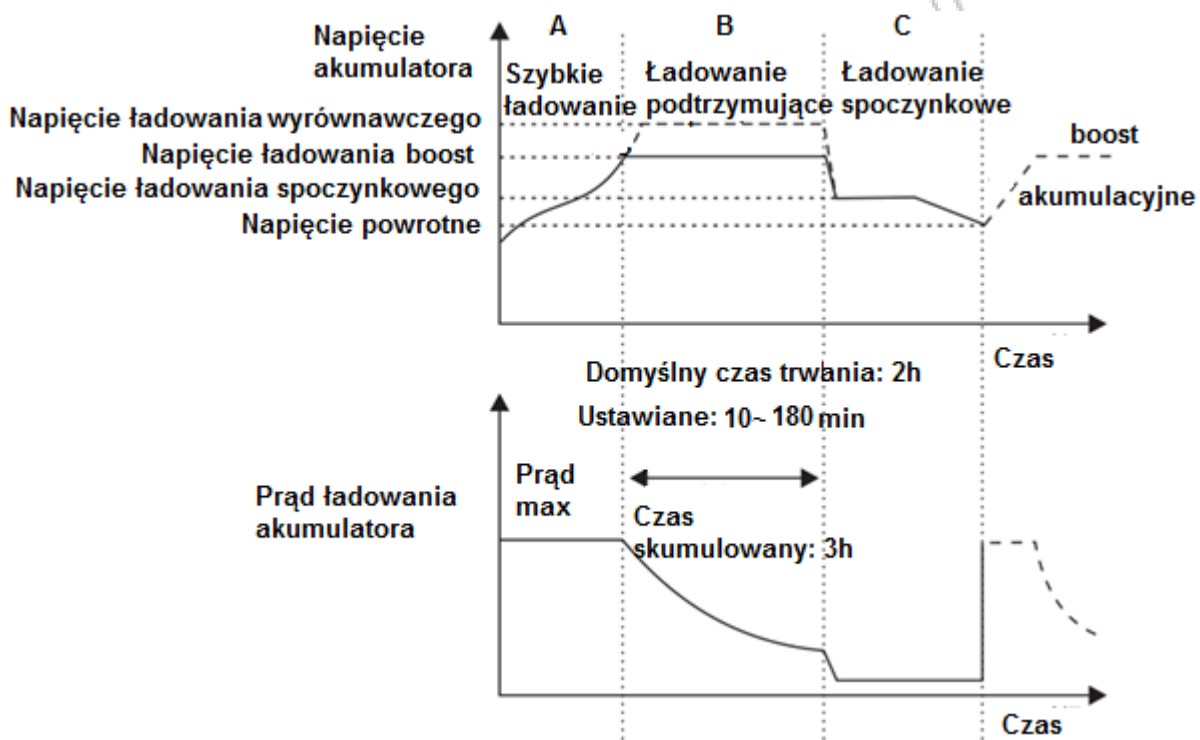 A
B
C
Napięcie
akumulatora
Szybkie
ładowanie
Ładowanie
podtrzymujące
Ładowanie
spoczynkowe
Napięcie ładowania wyrównawczego
Napięcie ładowania boost
Napięcie ładowania spoczynkowego
Napięcie powrotne
boost
akumulacyjne
Czas
Domyślny czas trwania: 2h
Ustawiane: 10~ 180 min
Prąd ładowania
akumulatora
Prąd
max
Czas
skumulowany: 3h
Czas